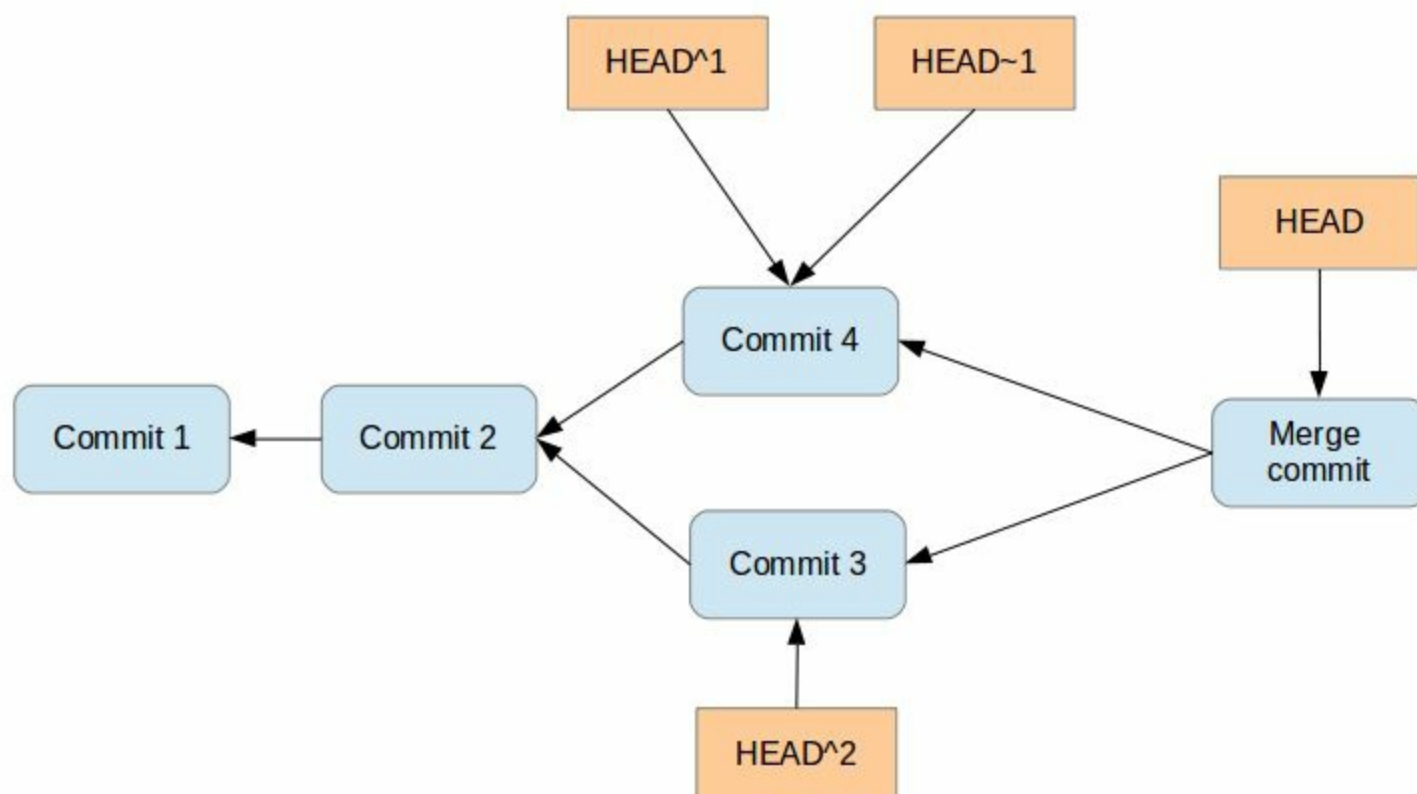 HEAD^1
HEAD~1
HEAD
Commit 4
Commit 1
Commit 2
Merge
commit
Commit 3
HEAD^2